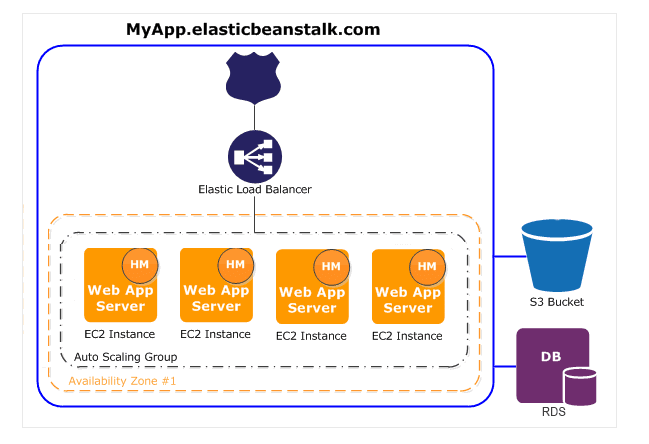 MyApp.elasticbeanstalk.com
Elastic Load Balancer
HM
HM
HM
HM
Web App
Server
Web App
Server
Web App
Server
Web App
Server
EC2 Instance
EC2 Instance
EC2 Instance
EC2 Instance
Auto Scaling Group
Availability Zone #1
S3 Bucket
DB
RDS